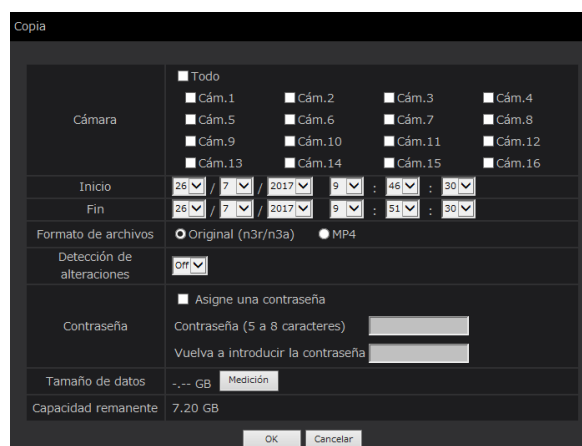 Copia
Todo
Cámara
Cám.1 Cám.2 Cám.3 Cám.4
Cám.5 Cám.6 Cám.7 Cám.8
Cám.9 Cám.10 Cám.11 Cám.12
Cám.13 Cám.14 Cám.15 Cám.16
Inicio 26 / 7 / 2017 9 : 46 : 30
Fin 26 / 7 / 2017 9 : 51 : 30
Formato de archivos Original (n3r/n3a) MP4
Detección de
alteraciones Off
Asigne una contraseña
Contraseña Contraseña (5 a 8 caracteres)
Vuelva a introducir la contraseña
Tamaño de datos -.-- GB Medición
Capacidad remanente 7.20 GB
OK Cancelar